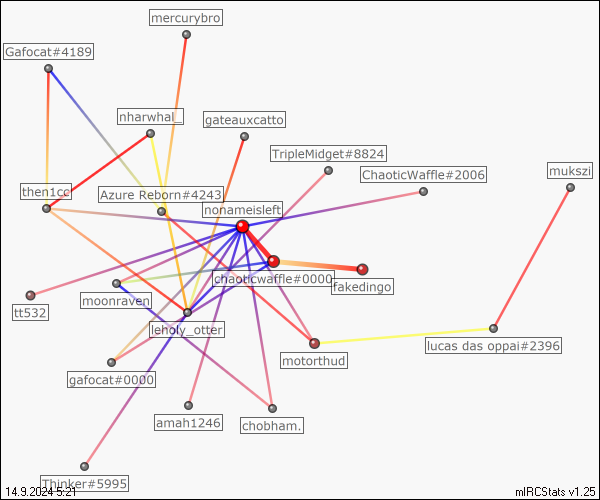 mercurybro
Gafocat#4189
nharwhal_
gateauxcatto
TripleMidget#8824
ChaoticWaffle#2006
mukszi
then1cc
Azure Reborn#4243
nonameisleft
chaoticwaffle#0000
fakedingo
moonraven
tt532
leholy_otter
lucas das oppai#2396
motorthud
gafocat#0000
amah1246
chobham.
Thinker#5995
14.9.2024 5:21
mIRCStats v1.25